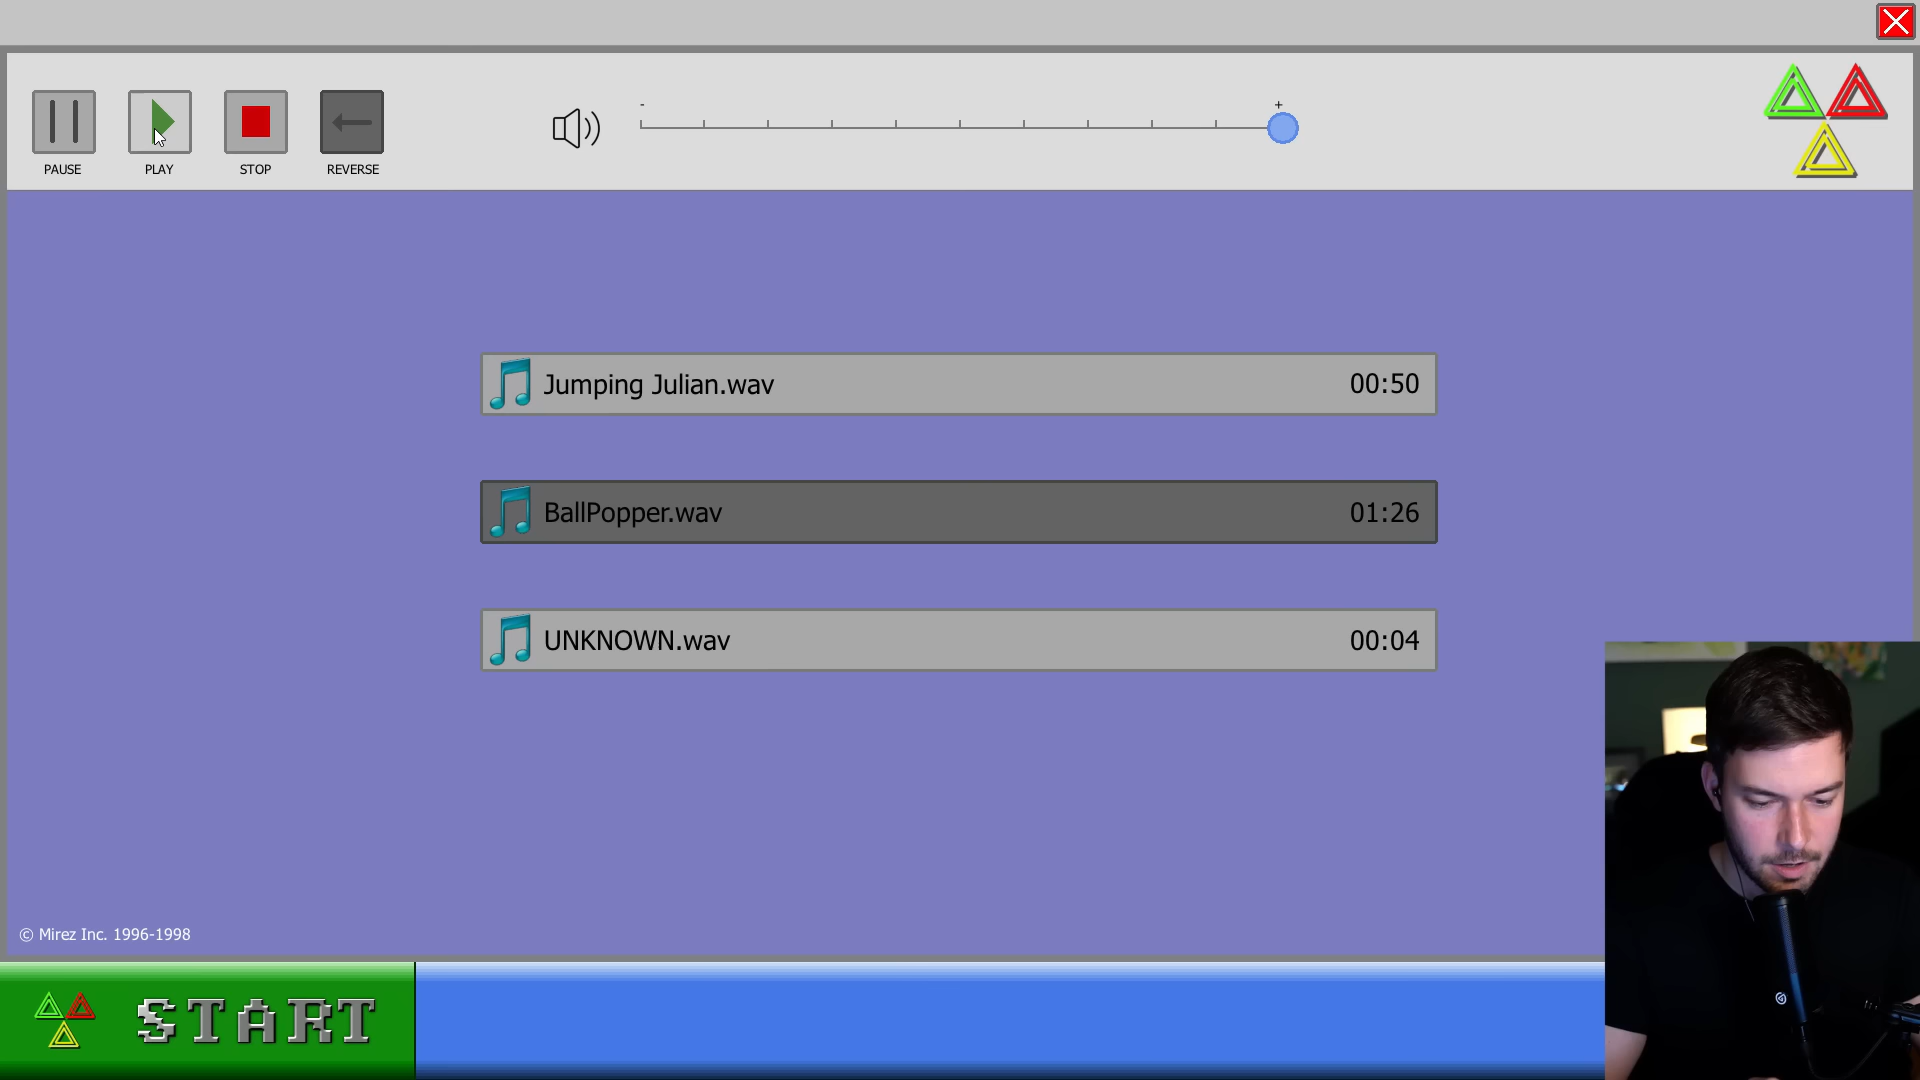 - +
PAUSE PLAY STOP REVERSE
Jumping Julian.wav 00:50
BallPopper.wav 01:26
UNKNOWN.wav 00:04
© Mirez Inc. 1996-1998
START